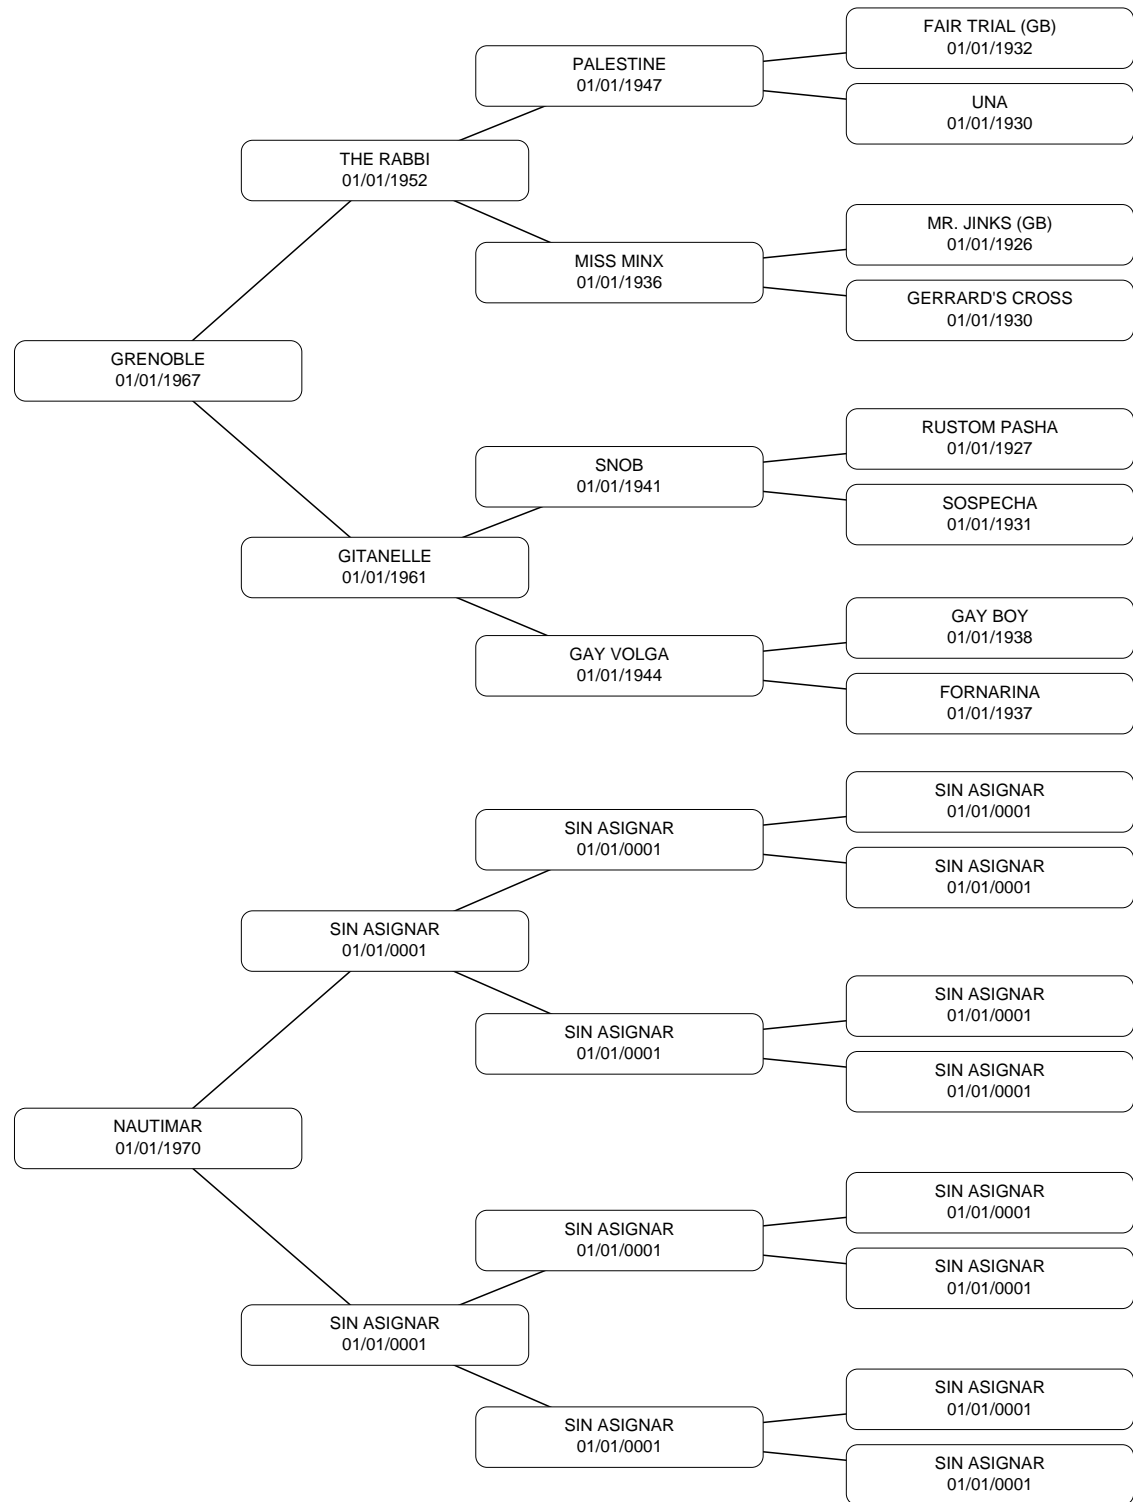 FAIR TRIAL (GB)
01/01/1932
PALESTINE
01/01/1947
UNA
01/01/1930
THE RABBI
01/01/1952
MR. JINKS (GB)
01/01/1926
MISS MINX
01/01/1936
GERRARD'S CROSS
01/01/1930
GRENOBLE
01/01/1967
RUSTOM PASHA
01/01/1927
SNOB
01/01/1941
SOSPECHA
01/01/1931
GITANELLE
01/01/1961
GAY BOY
01/01/1938
GAY VOLGA
01/01/1944
FORNARINA
01/01/1937
SIN ASIGNAR
01/01/0001
SIN ASIGNAR
01/01/0001
SIN ASIGNAR
01/01/0001
SIN ASIGNAR
01/01/0001
SIN ASIGNAR
01/01/0001
SIN ASIGNAR
01/01/0001
SIN ASIGNAR
01/01/0001
NAUTIMAR
01/01/1970
SIN ASIGNAR
01/01/0001
SIN ASIGNAR
01/01/0001
SIN ASIGNAR
01/01/0001
SIN ASIGNAR
01/01/0001
SIN ASIGNAR
01/01/0001
SIN ASIGNAR
01/01/0001
SIN ASIGNAR
01/01/0001